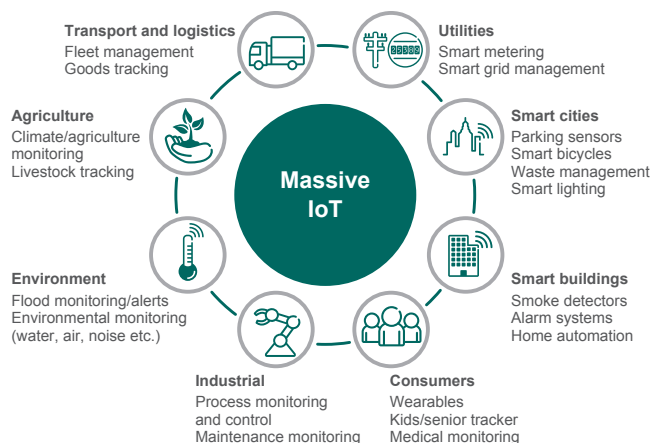 Transport and logistics
Fleet management
Goods tracking
Utilities
Smart metering
Smart grid management
Agriculture
Climate/agriculture
monitoring
Livestock tracking
Smart cities
Parking sensors
Smart bicycles
Waste management
Smart lighting
Massive
IoT
Environment
Flood monitoring/alerts
Environmental monitoring
(water, air, noise etc.)
Smart buildings
Smoke detectors
Alarm systems
Home automation
Industrial
Process monitoring
and control
Maintenance monitoring
Consumers
Wearables
Kids/senior tracker
Medical monitoring